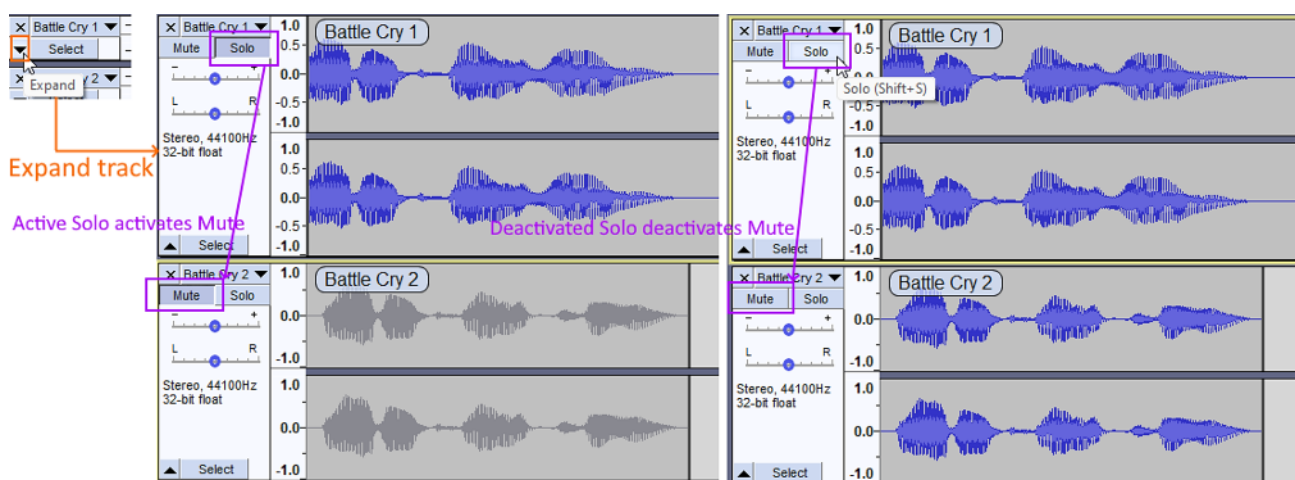 Battle Cry 1
Select
2
Expand
Expand track
Active Solo activates Mute
Battle Cry 1
Mute Solo
- +
L R
Stereo, 44100Hz
32-bit float
Select
1.0
0.5-
0.0-
-0.5-
-1.0
1.0
0.5-
0.0-
-0.5-
-1.0
Battle Cry 1
Battle Cry 2
Mute Solo
- +
L R
Stereo, 44100Hz
32-bit float
Select
1.0
0.0-
-1.0
1.0
0.0-
-1.0
Battle Cry 2
Deactivated Solo deactivates Mute
Battle Cry 1
Mute Solo
Solo (Shift+S)
- +
L R
Stereo, 44100Hz
32-bit float
Select
1.0
0.5-
0.0-
-0.5-
-1.0
1.0
0.5-
0.0-
-0.5-
-1.0
Battle Cry 1
Battle Cry 2
Mute Solo
- +
L R
Stereo, 44100Hz
32-bit float
Select
1.0
0.0-
-1.0
1.0
0.0-
-1.0
Battle Cry 2